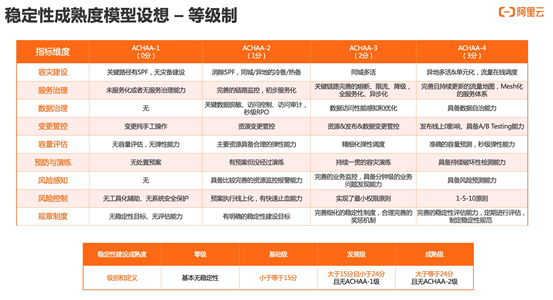 稳定性成熟度模型设想 – 等级制
阿里云
指标维度
ACHAA-1
(0分)
ACHAA-2
(1分)
ACHAA-3
(2分)
ACHAA-4
(3分)
容灾建设
关键路径有SPF，无灾备建设
消除SPF，同城/异地的冷备/热备
同城多活
异地多活&单元化，流量在线调度
服务治理
未服务化或者无服务治理能力
完善的链路监控，初步服务化
关键链路完善的熔断、限流、降级，
全服务化、异步化
完善且持续更新的流量地图，Mesh化
的服务体系
数据治理
无
关键数据脱敏、访问控制、访问审计，
秒级RPO
数据访问性能感知和优化
具备数据自治能力
变更管控
变更纯手工操作
资源变更管控
资源&发布&数据变更管控
发布线上0影响、具备A/B Testing能力
容量评估
无容量评估，无弹性能力
主要资源具备合理的弹性能力
精细化弹性调度
准确的容量预测，秒级弹性能力
预防与演练
无处置预案
有预案但没经过演练
持续一贯的容灾演练
具备持续破坏性检测能力
风险感知
无
具备比较完善的资源监控报警能力
完善的业务监控，具备分钟级的业务
问题发现能力
具备风险预测能力
风险控制
无工具化辅助、无系统安全保护
预案执行线上化，有快速止血能力
实现了最小权限原则
1-5-10原则
规章制度
无稳定性目标、无评估能力
有明确的稳定性建设目标
完善细化的稳定性制度，合理完善的
奖惩机制
完善的稳定性评估能力，定期进行评估，
制定稳定性规范
稳定性建设成熟度
零级
基础级
发展级
成熟级
级别和定义
基本无稳定性
小于等于15分
大于15分且小于24分
且无ACHAA-1级
大于等于24分
且无ACHAA-2级